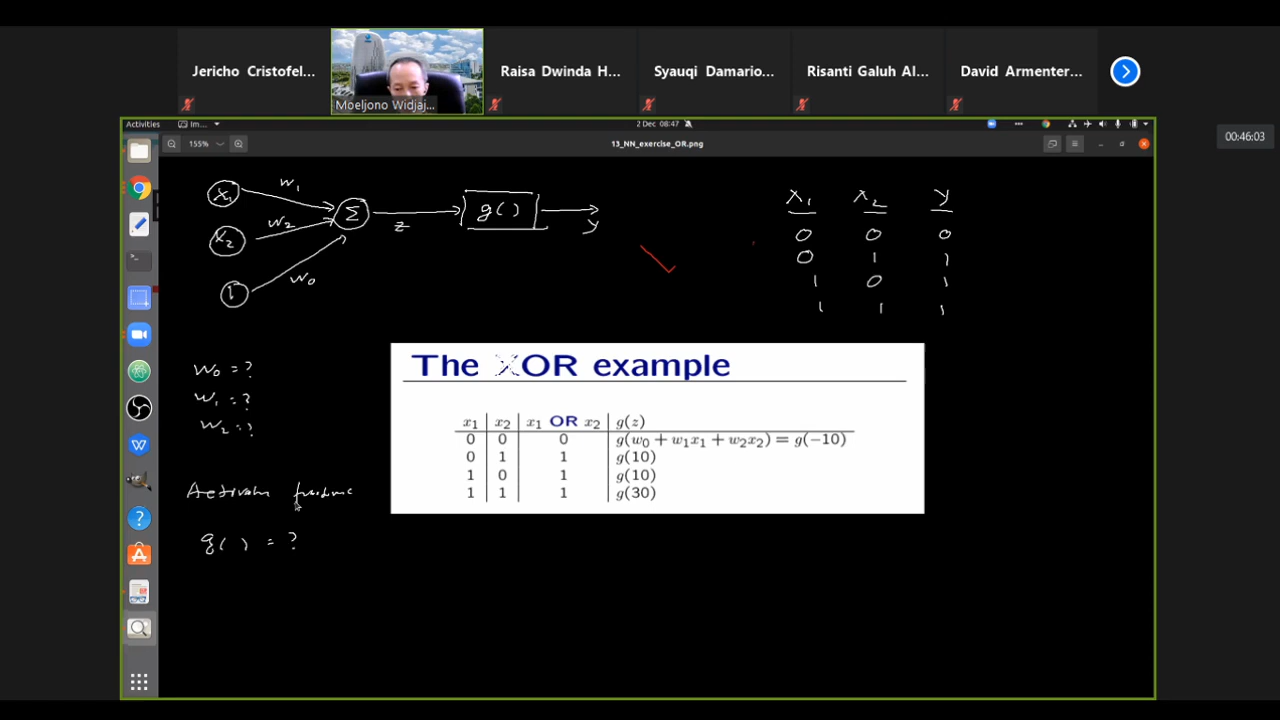 Jericho Cristofel...
Moeljono Widjaj...
Raisa Dwinda H...
Syauqi Damario...
Risanti Galuh Al...
David Armenter...
Activities
Im...
2 Dec 08:47
00:46:03
155%
13_NN_exercise_OR.png
x₁ w₁ Σ z g( ) y
x₂ w₂
1 w₀
x₁ x₂ y
0 0 0
0 1 1
1 0 1
1 1 1
w₀ = ?
w₁ = ?
w₂ = ?
The XOR example
x₁ x₂ x₁ OR x₂ g(z)
0 0 0 g(w₀ + w₁x₁ + w₂x₂) = g(−10)
0 1 1 g(10)
1 0 1 g(10)
1 1 1 g(30)
g( ) = ?